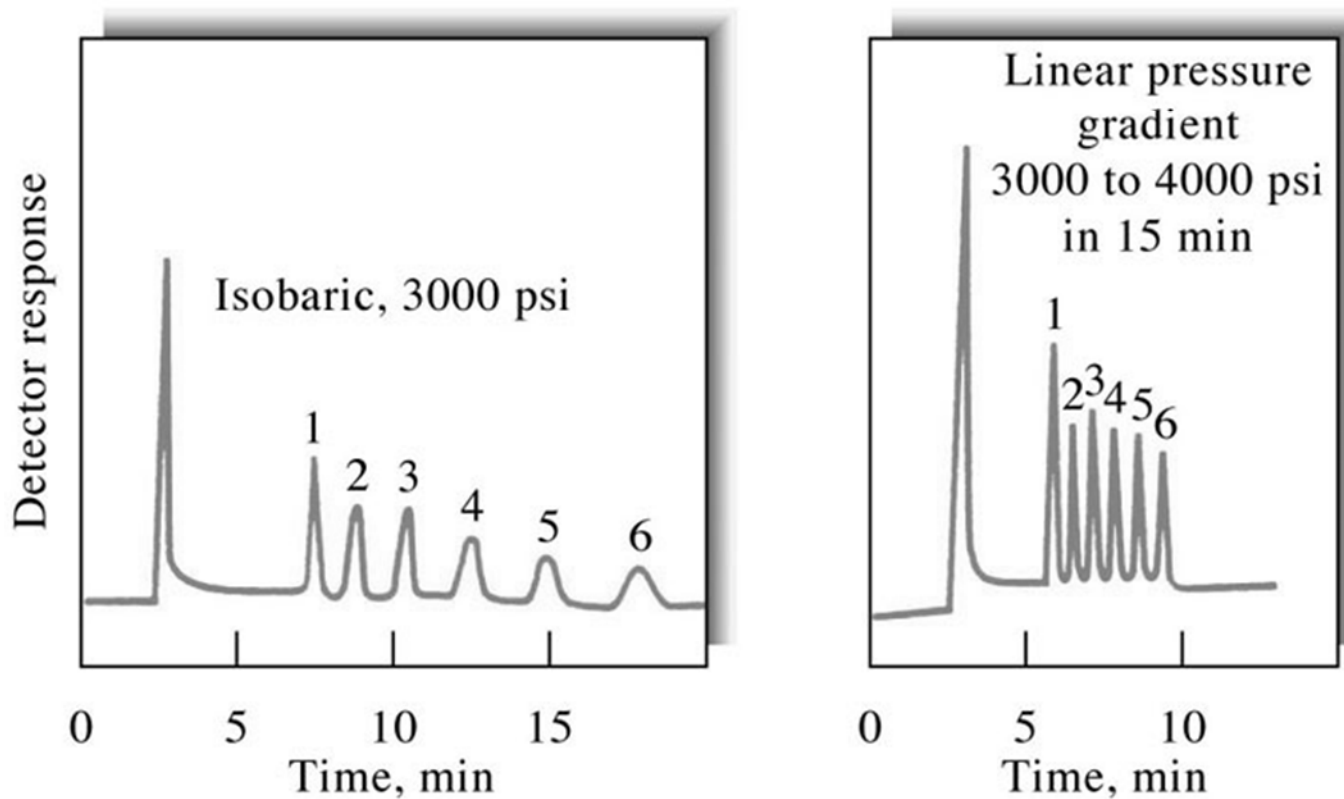 Detector response
Isobaric, 3000 psi
1
2
3
4
5
6
0
5
10
15
Time, min
Linear pressure
gradient
3000 to 4000 psi
in 15 min
1
2
3
4
5
6
0
5
10
Time, min